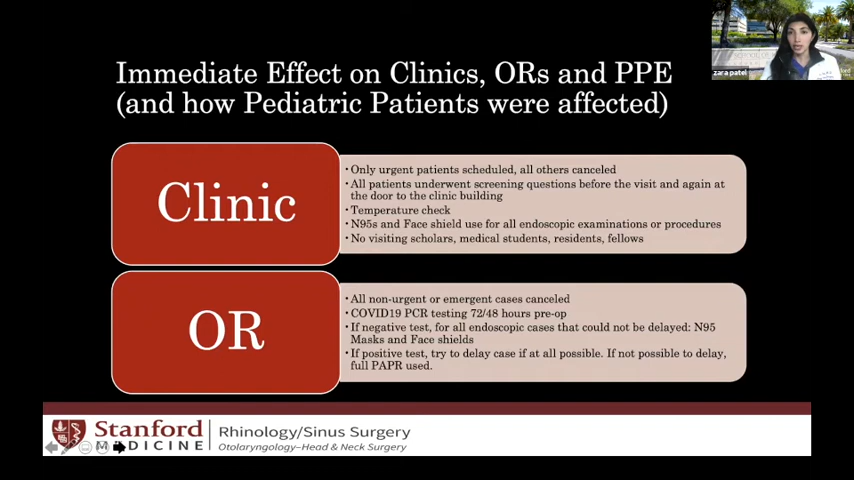 zara patel
Immediate Effect on Clinics, ORs and PPE
(and how Pediatric Patients were affected)
Clinic
• Only urgent patients scheduled, all others canceled
• All patients underwent screening questions before the visit and again at
the door to the clinic building
• Temperature check
• N95s and Face shield use for all endoscopic examinations or procedures
• No visiting scholars, medical students, residents, fellows
OR
• All non-urgent or emergent cases canceled
• COVID19 PCR testing 72/48 hours pre-op
• If negative test, for all endoscopic cases that could not be delayed: N95
Masks and Face shields
• If positive test, try to delay case if at all possible. If not possible to delay,
full PAPR used.
Stanford
MEDICINE
Rhinology/Sinus Surgery
Otolaryngology–Head & Neck Surgery